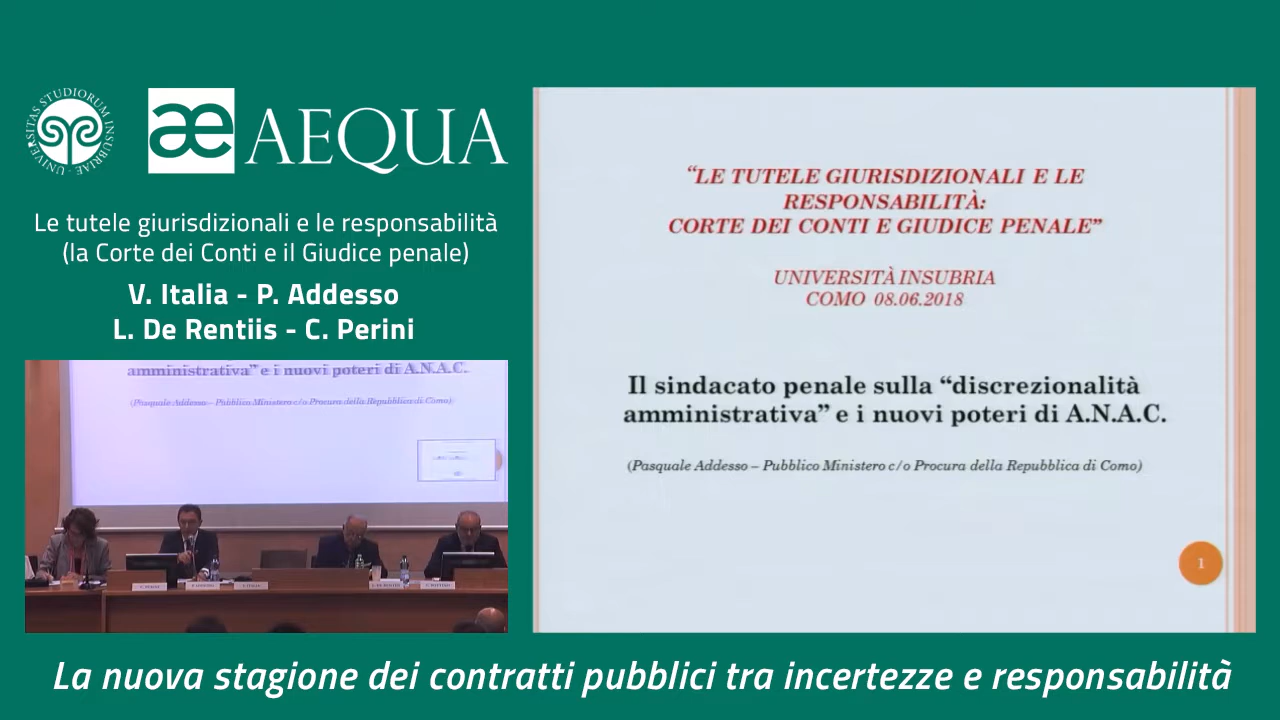 UNIVERSITAS STUDIORUM INSUBRIAE
æ AEQUA
Le tutele giurisdizionali e le responsabilità
(la Corte dei Conti e il Giudice penale)
V. Italia - P. Addesso
L. De Rentiis - C. Perini
amministrativa” e i nuovi poteri di A.N.A.C.
(Pasquale Addesso – Pubblico Ministero c/o Procura della Repubblica di Como)
“LE TUTELE GIURISDIZIONALI E LE
RESPONSABILITÀ:
CORTE DEI CONTI E GIUDICE PENALE”
UNIVERSITÀ INSUBRIA
COMO 08.06.2018
Il sindacato penale sulla “discrezionalità
amministrativa” e i nuovi poteri di A.N.A.C.
(Pasquale Addesso – Pubblico Ministero c/o Procura della Repubblica di Como)
1
La nuova stagione dei contratti pubblici tra incertezze e responsabilità